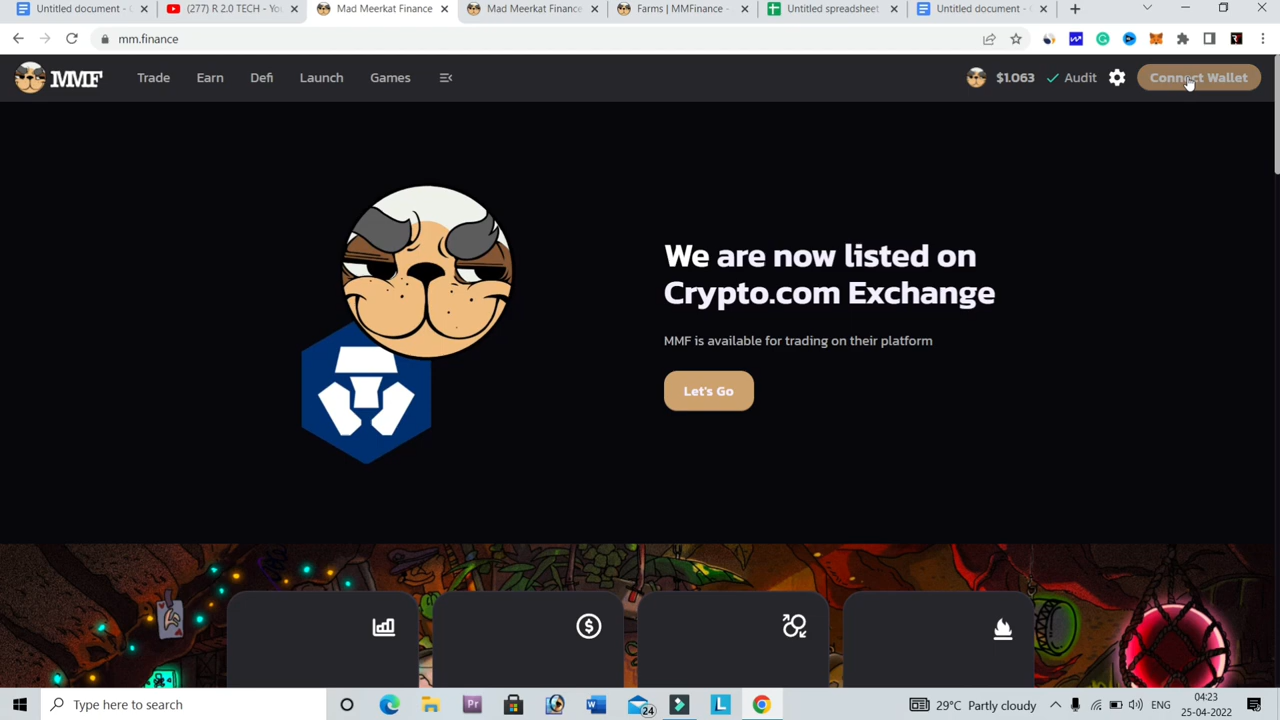 Untitled document - G
(277) R 2.0 TECH - You
Mad Meerkat Finance
Mad Meerkat Finance
Farms | MMFinance -
Untitled spreadsheet
Untitled document - G
mm.finance
MMF
Trade
Earn
Defi
Launch
Games
$1.063
Audit
Connect Wallet
We are now listed on
Crypto.com Exchange
MMF is available for trading on their platform
Let's Go
Type here to search
Pr
24
L
29°C Partly cloudy
ENG
04:23
25-04-2022